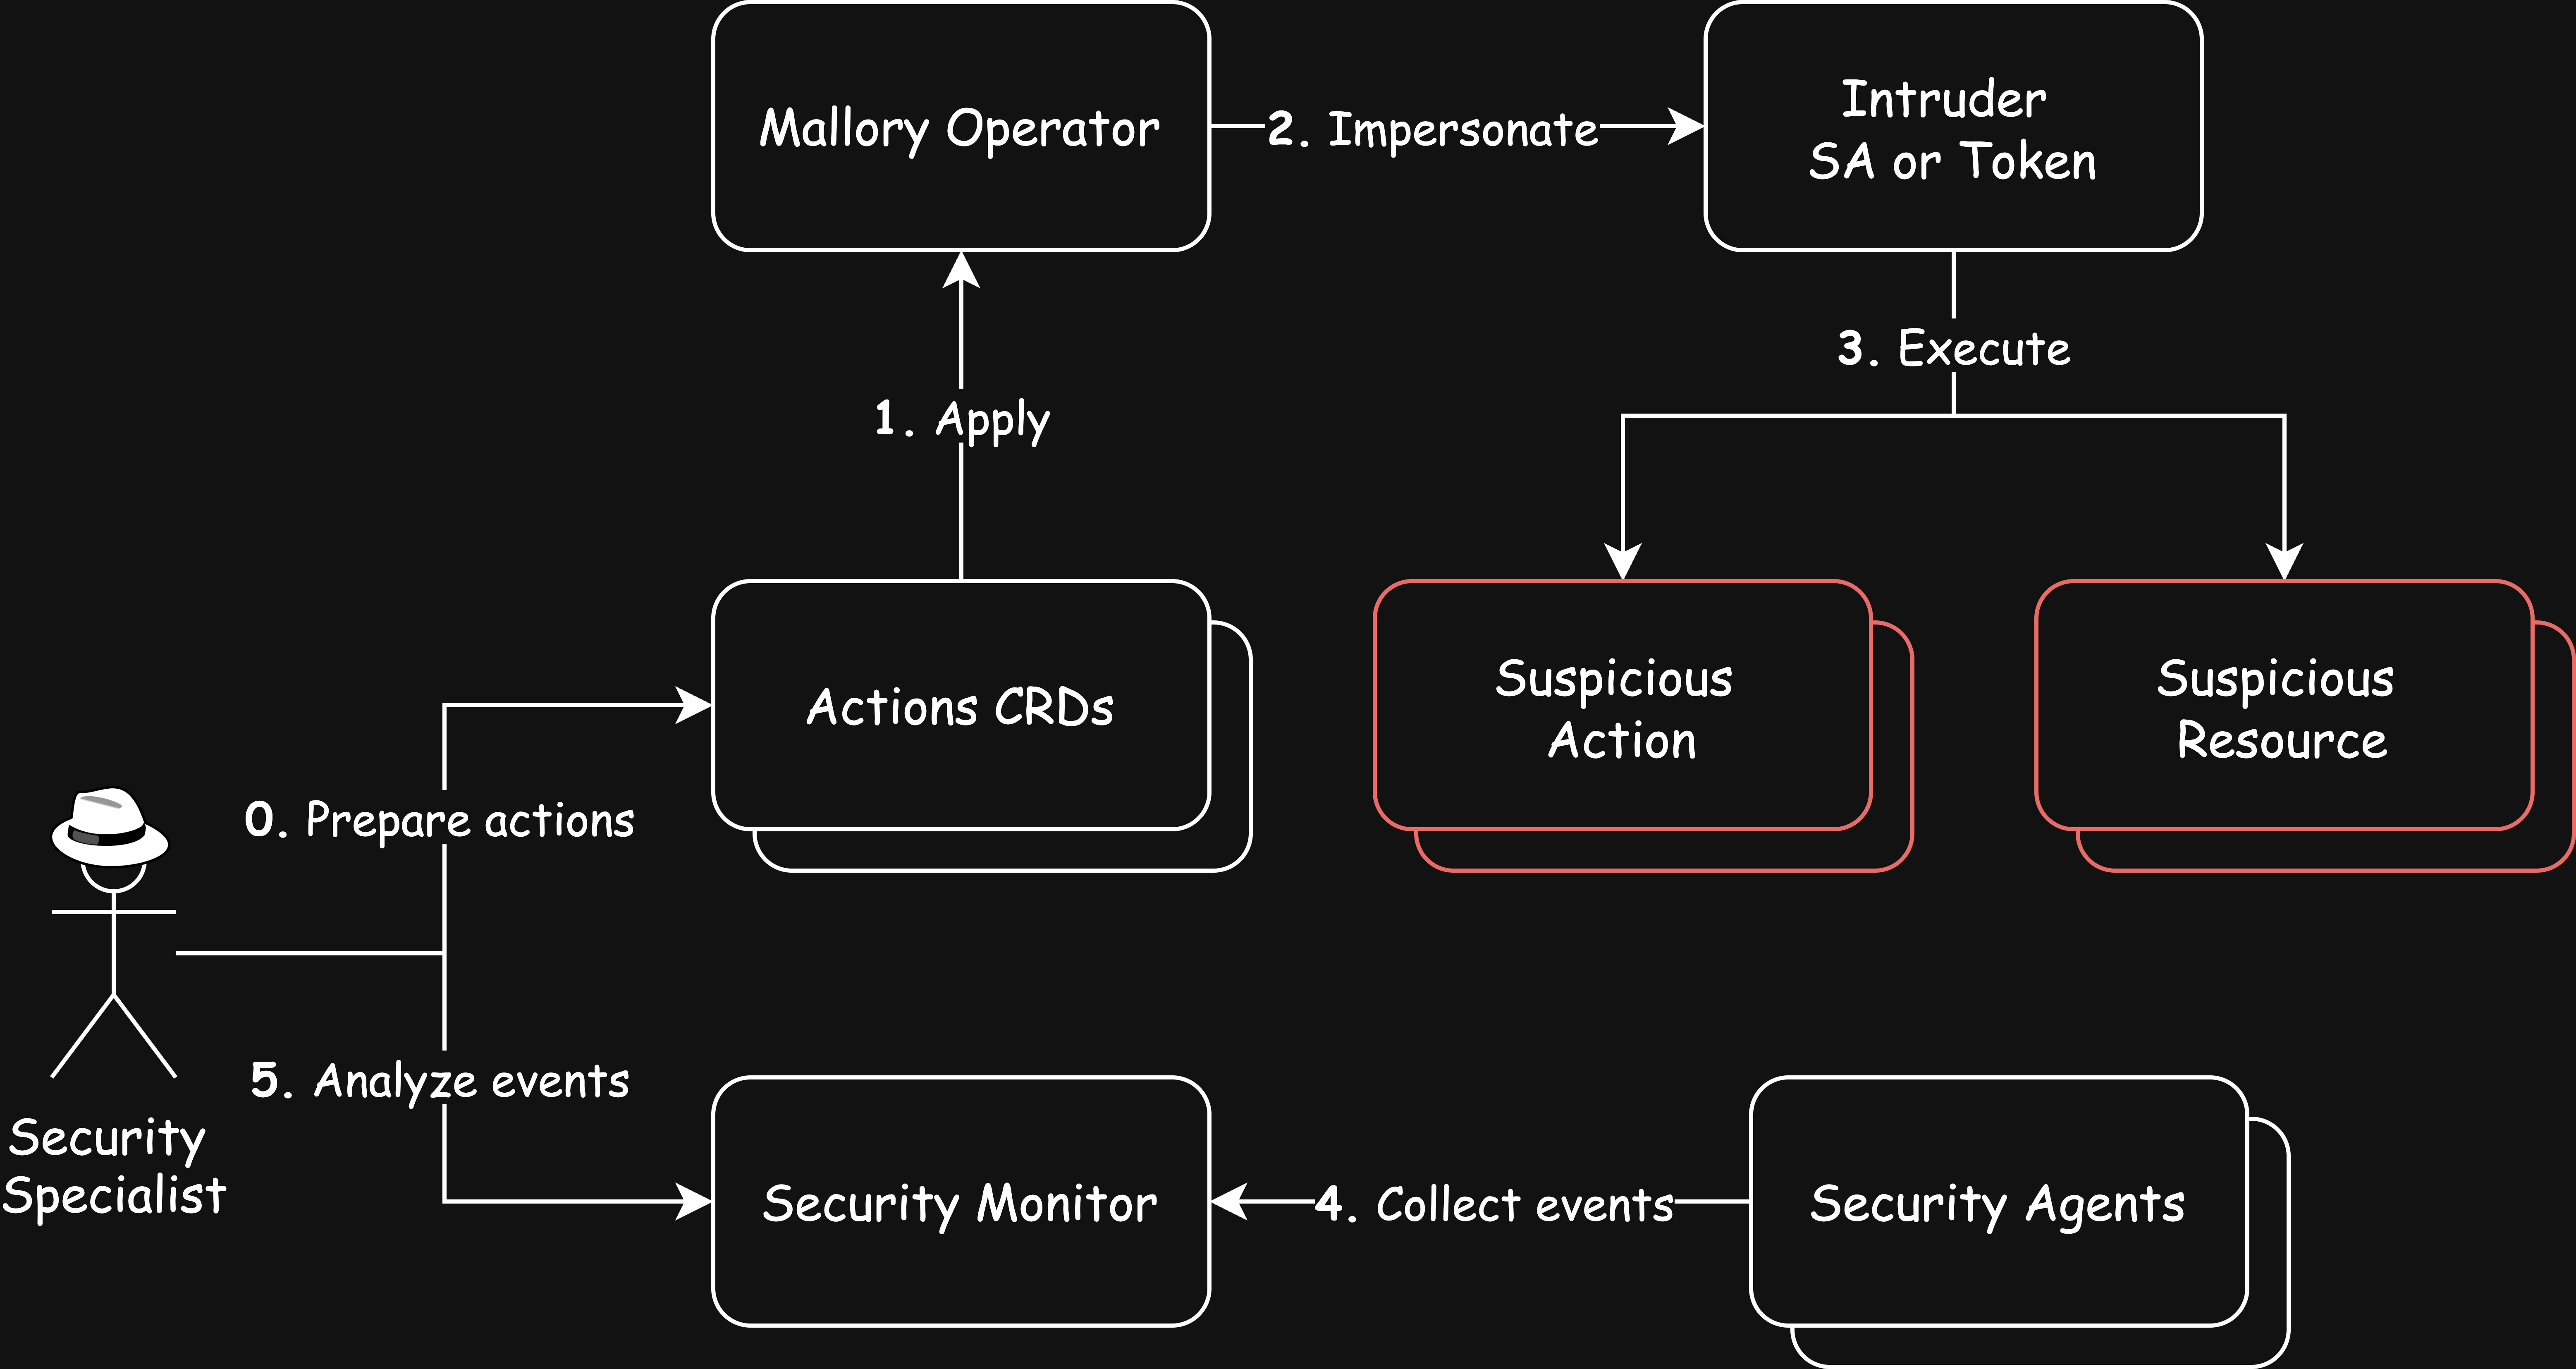 Mallory Operator
2. Impersonate
Intruder
SA or Token
1. Apply
3. Execute
Actions CRDs
Suspicious
Action
Suspicious
Resource
0. Prepare actions
Security
Specialist
5. Analyze events
Security Monitor
4. Collect events
Security Agents